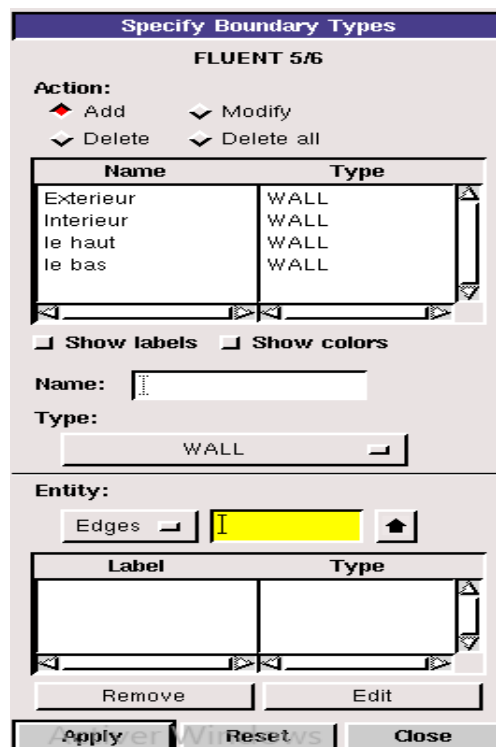 Specify Boundary Types
FLUENT 5/6
Action:
Add Modify
Delete Delete all
Name Type
Exterieur WALL
Interieur WALL
le haut WALL
le bas WALL
Show labels Show colors
Name:
Type:
WALL
Entity:
Edges
Label Type
Remove Edit
Apply Reset Close
Activer Windows